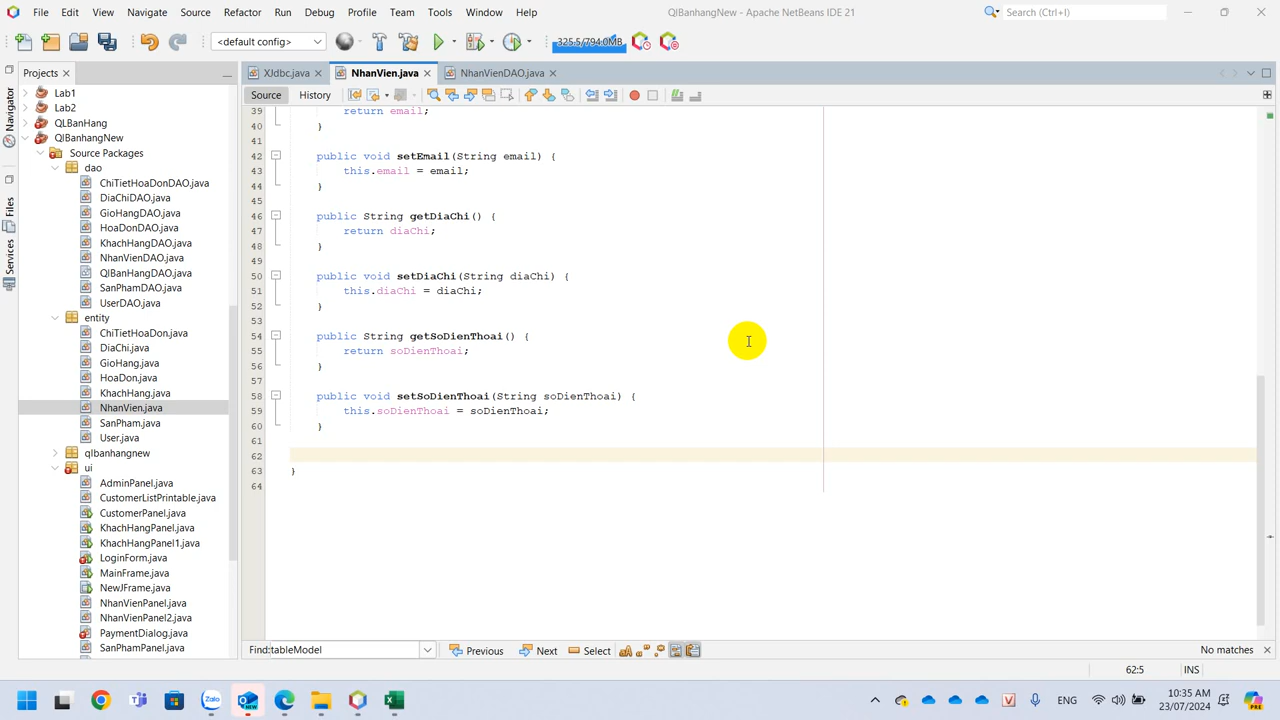 File Edit View Navigate Source Refactor Run Debug Profile Team Tools Window Help QlBanhangNew - Apache NetBeans IDE 21 Search (Ctrl+I)
<default config> 325.5/794.0MB
Projects XJdbc.java NhanVien.java NhanVienDAO.java
Navigator
Files
Services
Source History
Lab1
Lab2
QLBanHang
QlBanhangNew
Source Packages
dao
ChiTietHoaDonDAO.java
DiaChiDAO.java
GioHangDAO.java
HoaDonDAO.java
KhachHangDAO.java
NhanVienDAO.java
QlBanHangDAO.java
SanPhamDAO.java
UserDAO.java
entity
ChiTietHoaDon.java
DiaChi.java
GioHang.java
HoaDon.java
KhachHang.java
NhanVien.java
SanPham.java
User.java
qlbanhangnew
ui
AdminPanel.java
CustomerListPrintable.java
CustomerPanel.java
KhachHangPanel.java
KhachHangPanel1.java
LoginForm.java
MainFrame.java
NewJFrame.java
NhanVienPanel.java
NhanVienPanel2.java
PaymentDialog.java
SanPhamPanel.java
39 return email;
40 }
41
42 public void setEmail(String email) {
43 this.email = email;
44 }
45
46 public String getDiaChi() {
47 return diaChi;
48 }
49
50 public void setDiaChi(String diaChi) {
51 this.diaChi = diaChi;
52 }
53
54 public String getSoDienThoai() {
55 return soDienThoai;
56 }
57
58 public void setSoDienThoai(String soDienThoai) {
59 this.soDienThoai = soDienThoai;
60 }
61
62
63 }
64
Find: tableModel Previous Next Select No matches
62:5 INS
Zalo NEW ENG 10:35 AM
23/07/2024 PRE